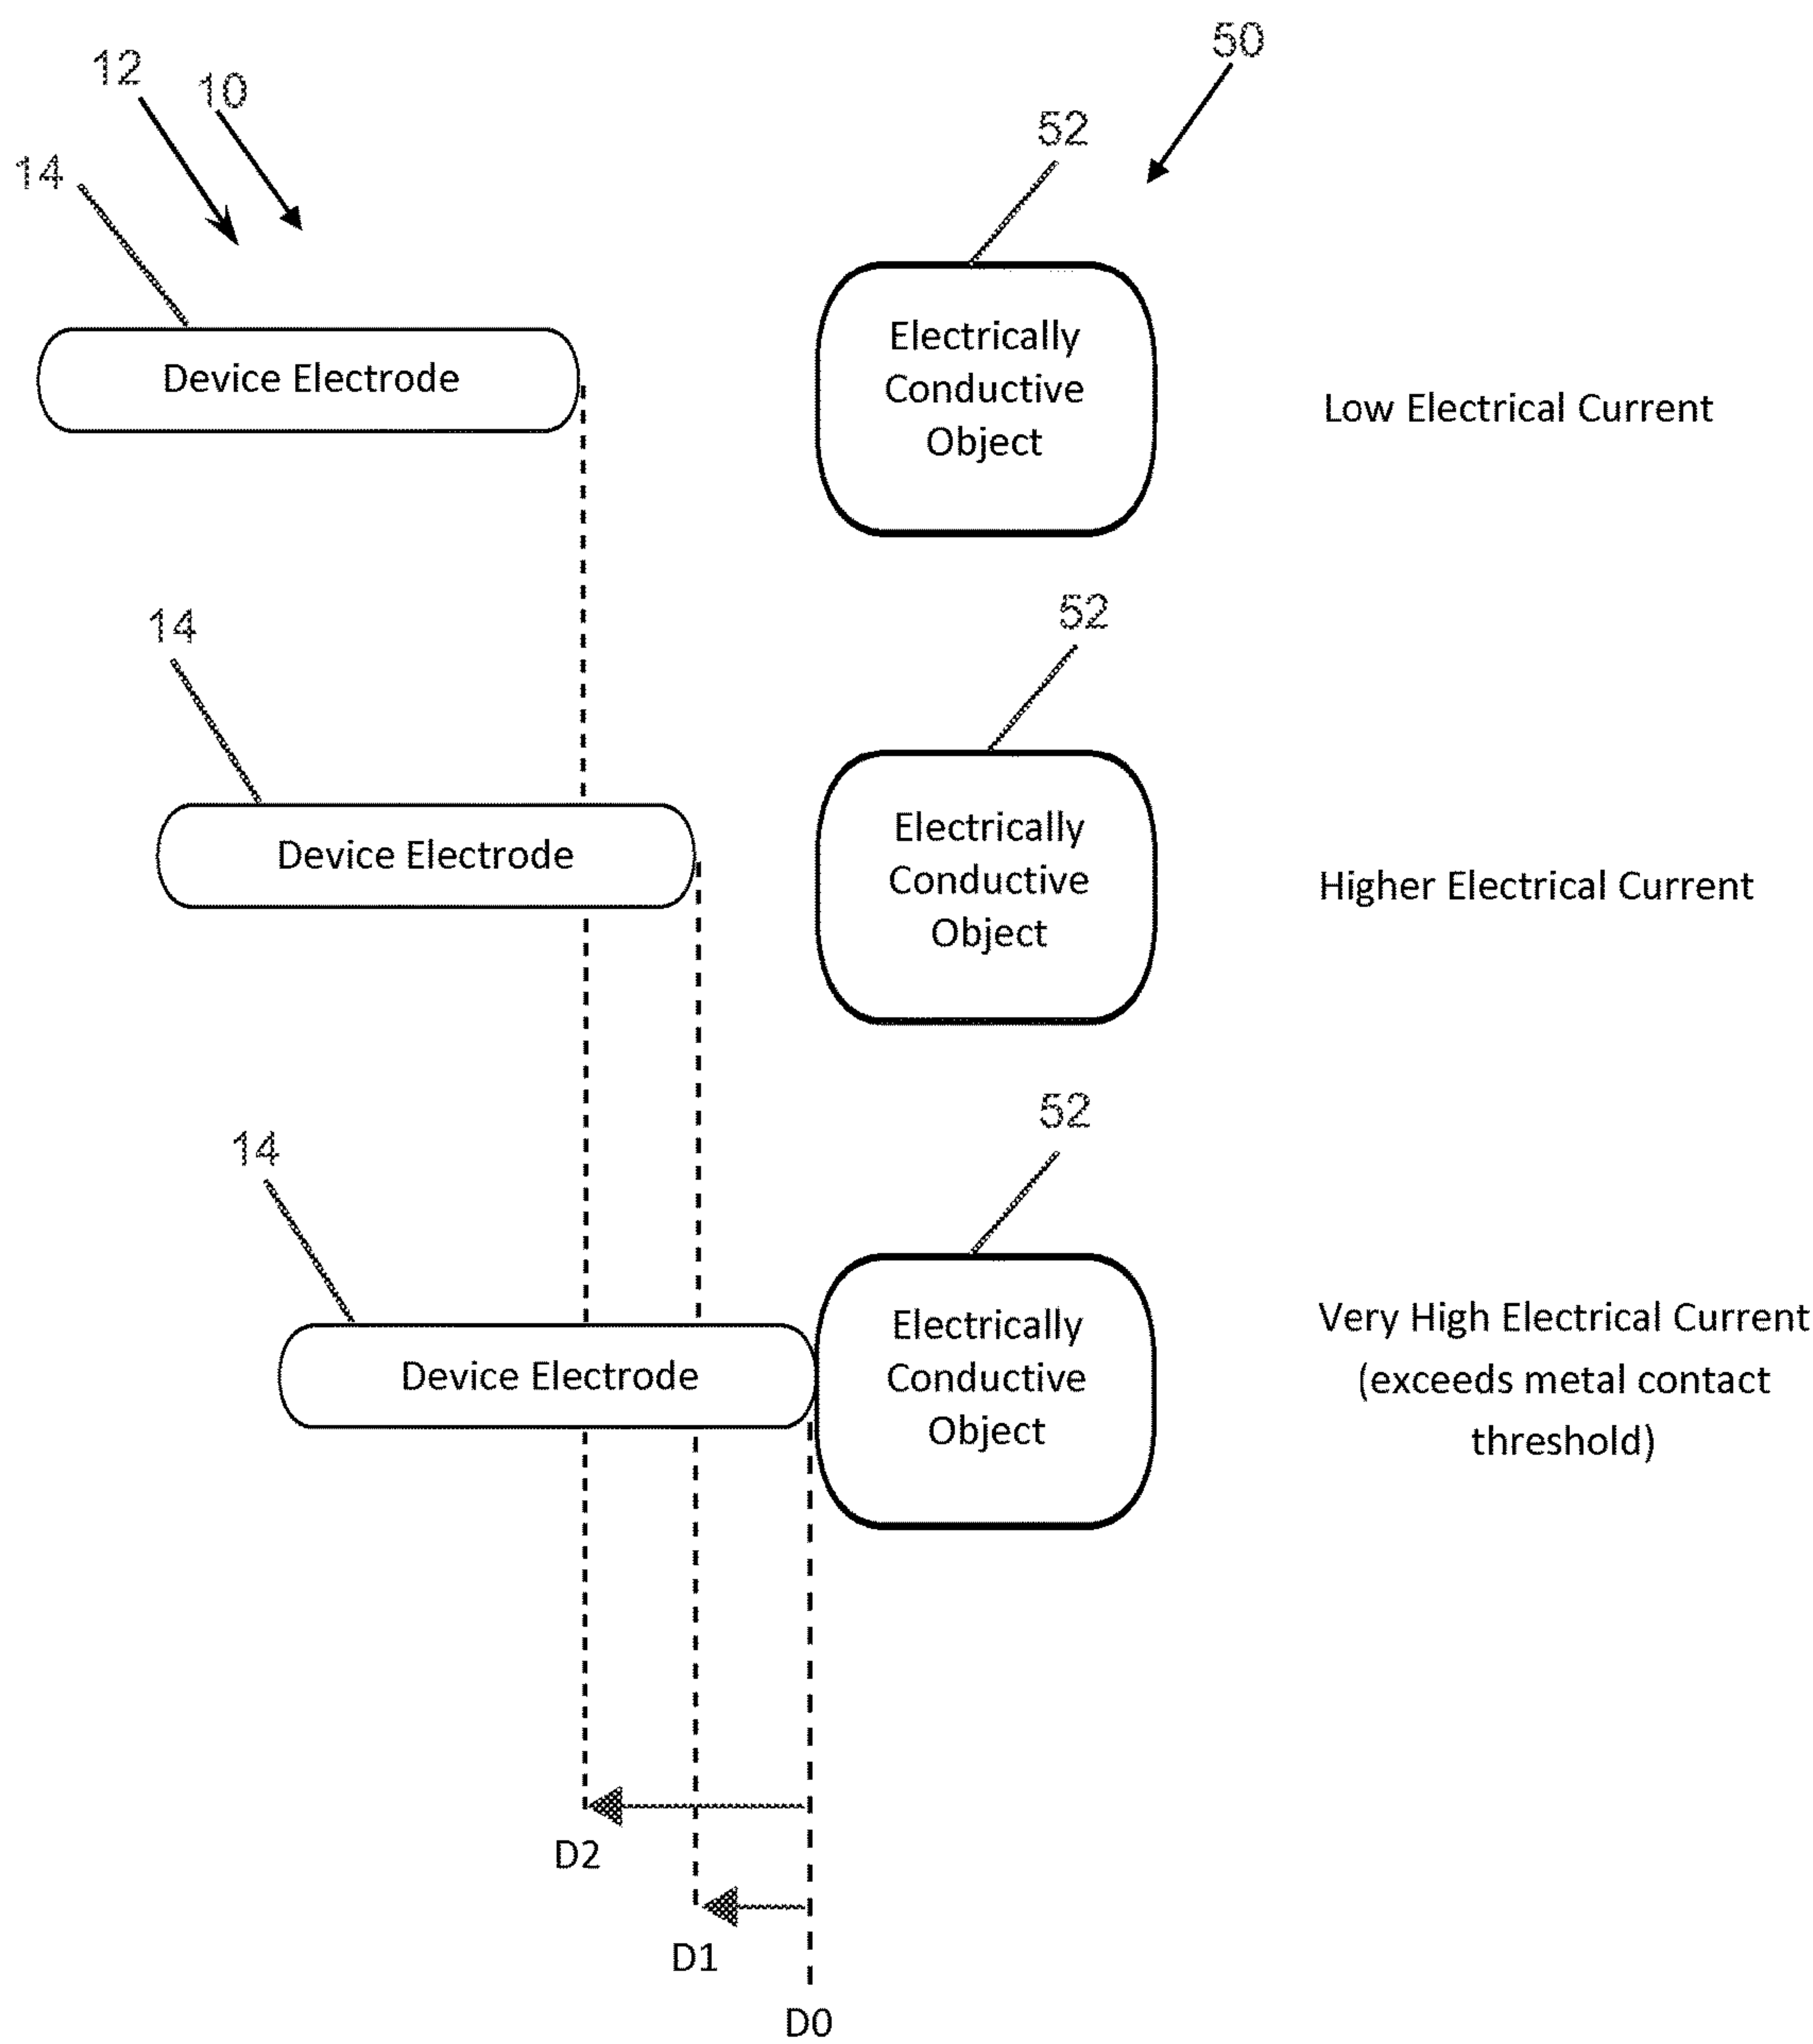 12
10
50
14
52
Device Electrode
Electrically
Conductive
Object
Low Electrical Current
14
52
Device Electrode
Electrically
Conductive
Object
Higher Electrical Current
14
52
Device Electrode
Electrically
Conductive
Object
Very High Electrical Current
(exceeds metal contact
threshold)
D2
D1
D0